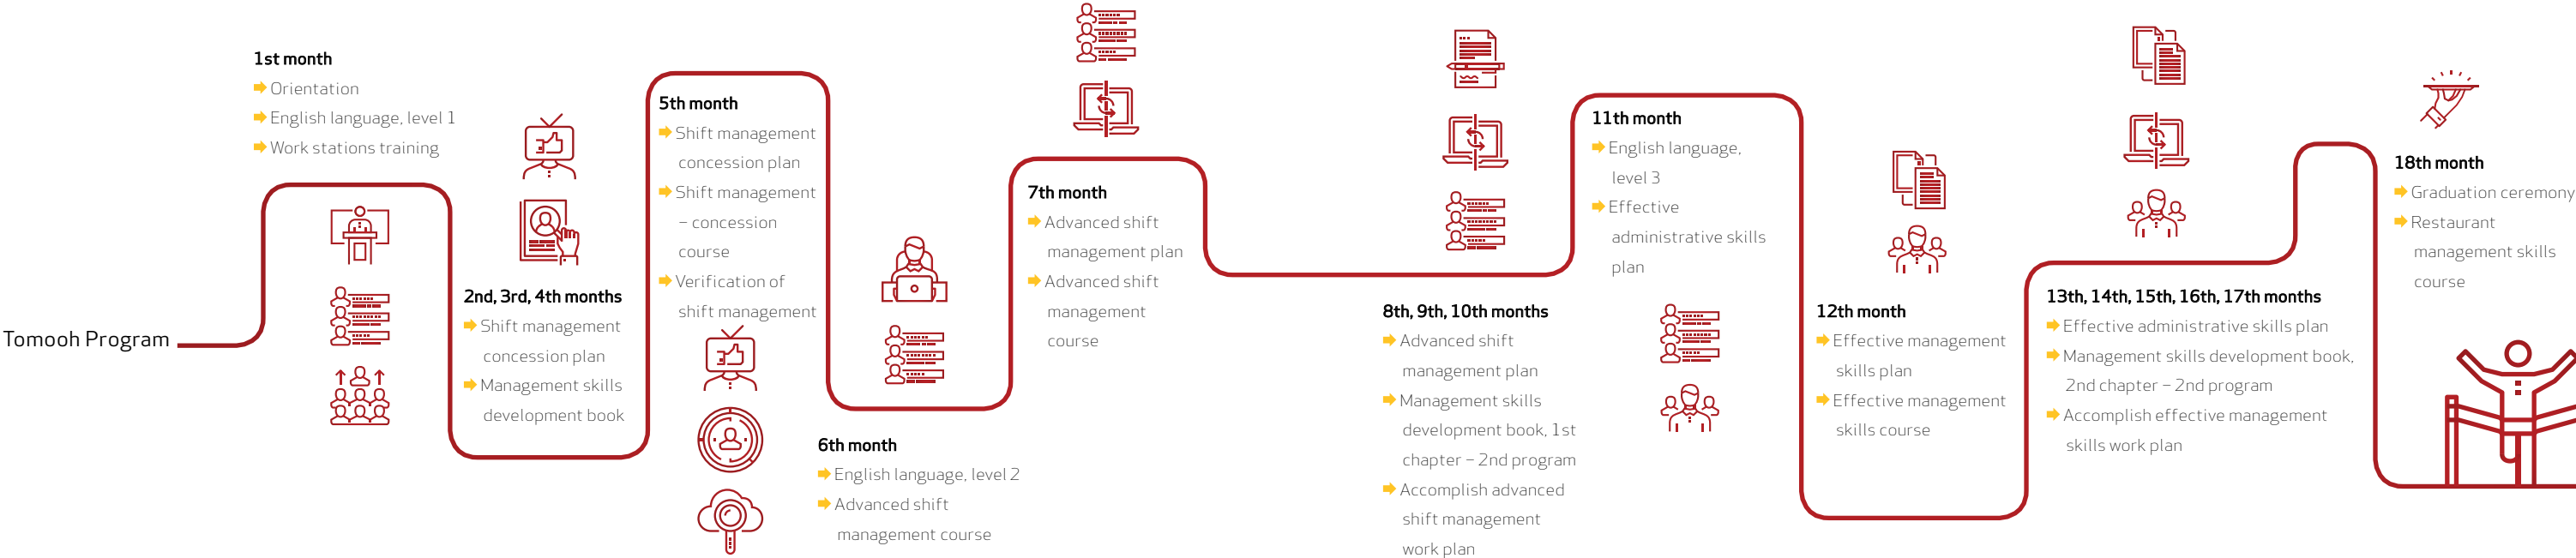 Tomooh Program
1st month
Orientation
English language, level 1
Work stations training
2nd, 3rd, 4th months
Shift management
concession plan
Management skills
development book
5th month
Shift management
concession plan
Shift management
– concession
course
Verification of
shift management
6th month
English language, level 2
Advanced shift
management course
7th month
Advanced shift
management plan
Advanced shift
management
course
8th, 9th, 10th months
Advanced shift
management plan
Management skills
development book, 1st
chapter – 2nd program
Accomplish advanced
shift management
work plan
11th month
English language,
level 3
Effective
administrative skills
plan
12th month
Effective management
skills plan
Effective management
skills course
13th, 14th, 15th, 16th, 17th months
Effective administrative skills plan
Management skills development book,
2nd chapter – 2nd program
Accomplish effective management
skills work plan
18th month
Graduation ceremony
Restaurant
management skills
course